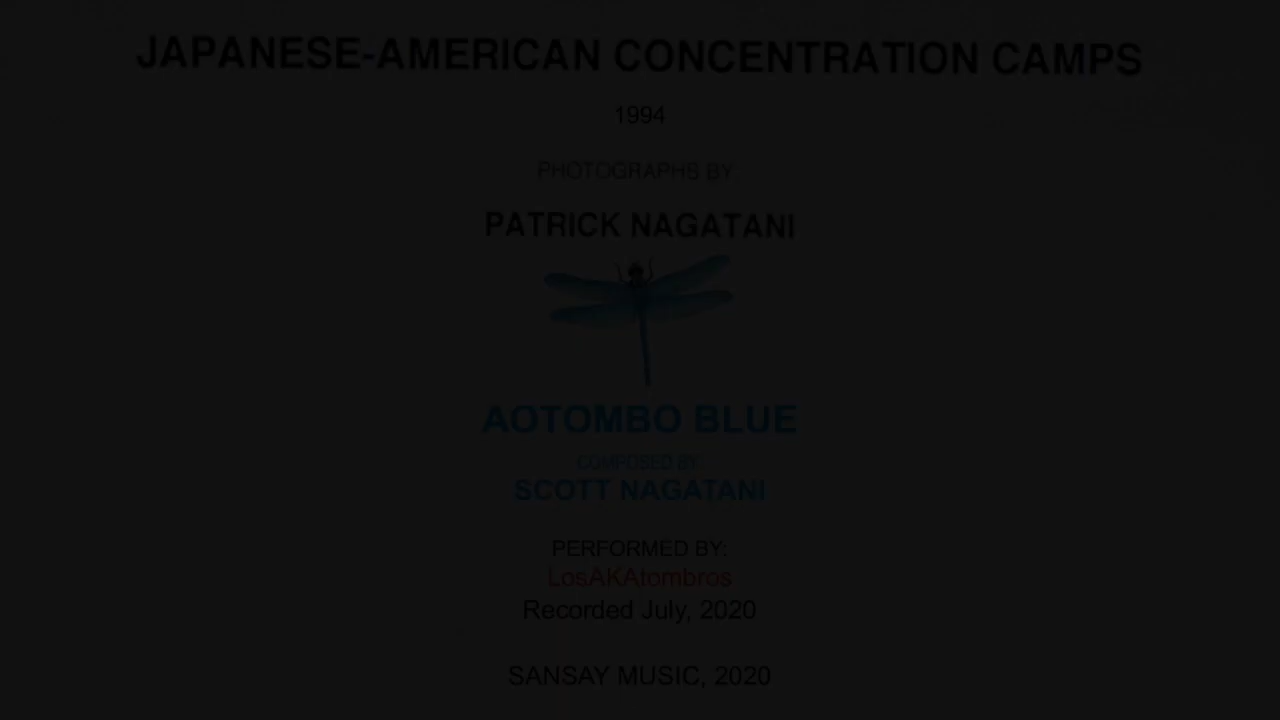 JAPANESE-AMERICAN CONCENTRATION CAMPS
1994
PHOTOGRAPHS BY:
PATRICK NAGATANI
AOTOMBO BLUE
COMPOSED BY:
SCOTT NAGATANI
PERFORMED BY:
LosAKAtombros
Recorded July, 2020
SANSAY MUSIC, 2020